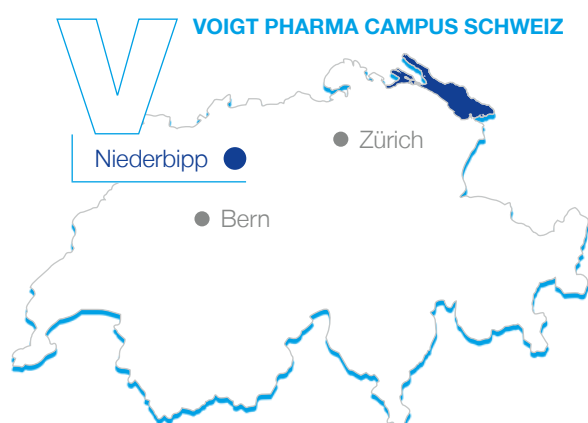 V
VOIGT PHARMA CAMPUS SCHWEIZ
Zürich
Niederbipp
Bern